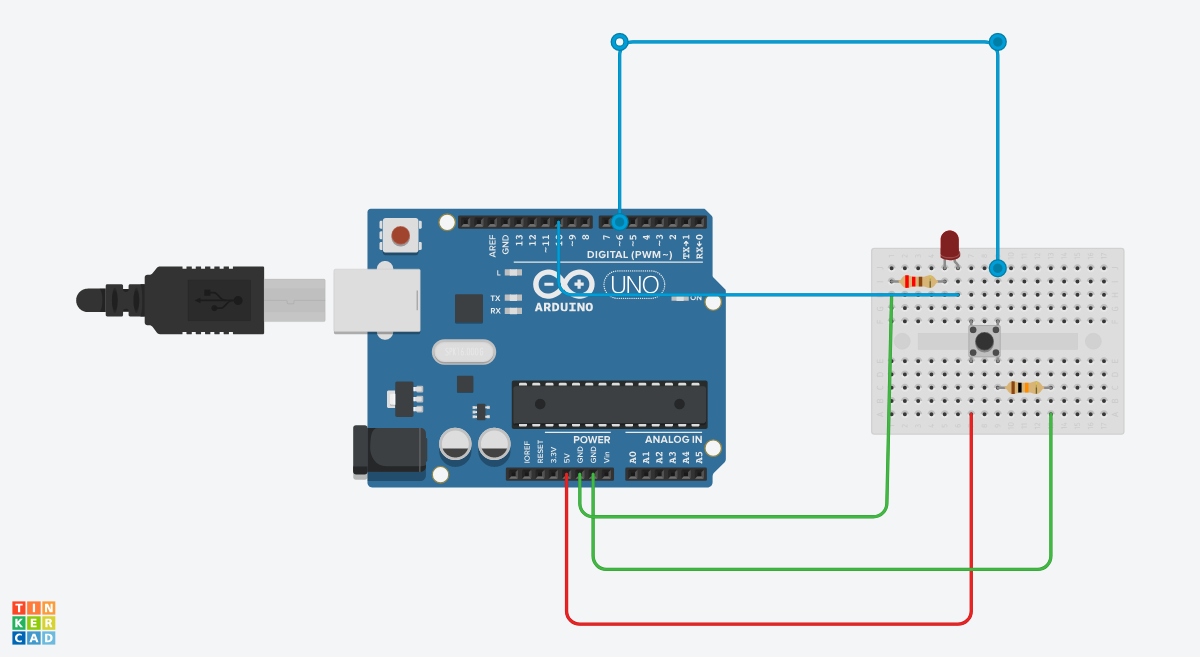 AREF
GND
13
12
~11
~9
8
7
~6
~5
4
~3
2
TX→1
RX←0
DIGITAL (PWM~)
L
TX
RX
ARDUINO
UNO
ON
POWER
ANALOG IN
IOREF
RESET
3.3V
5V
GND
GND
Vin
A0
A1
A2
A3
A4
A5
TIN
KER
CAD